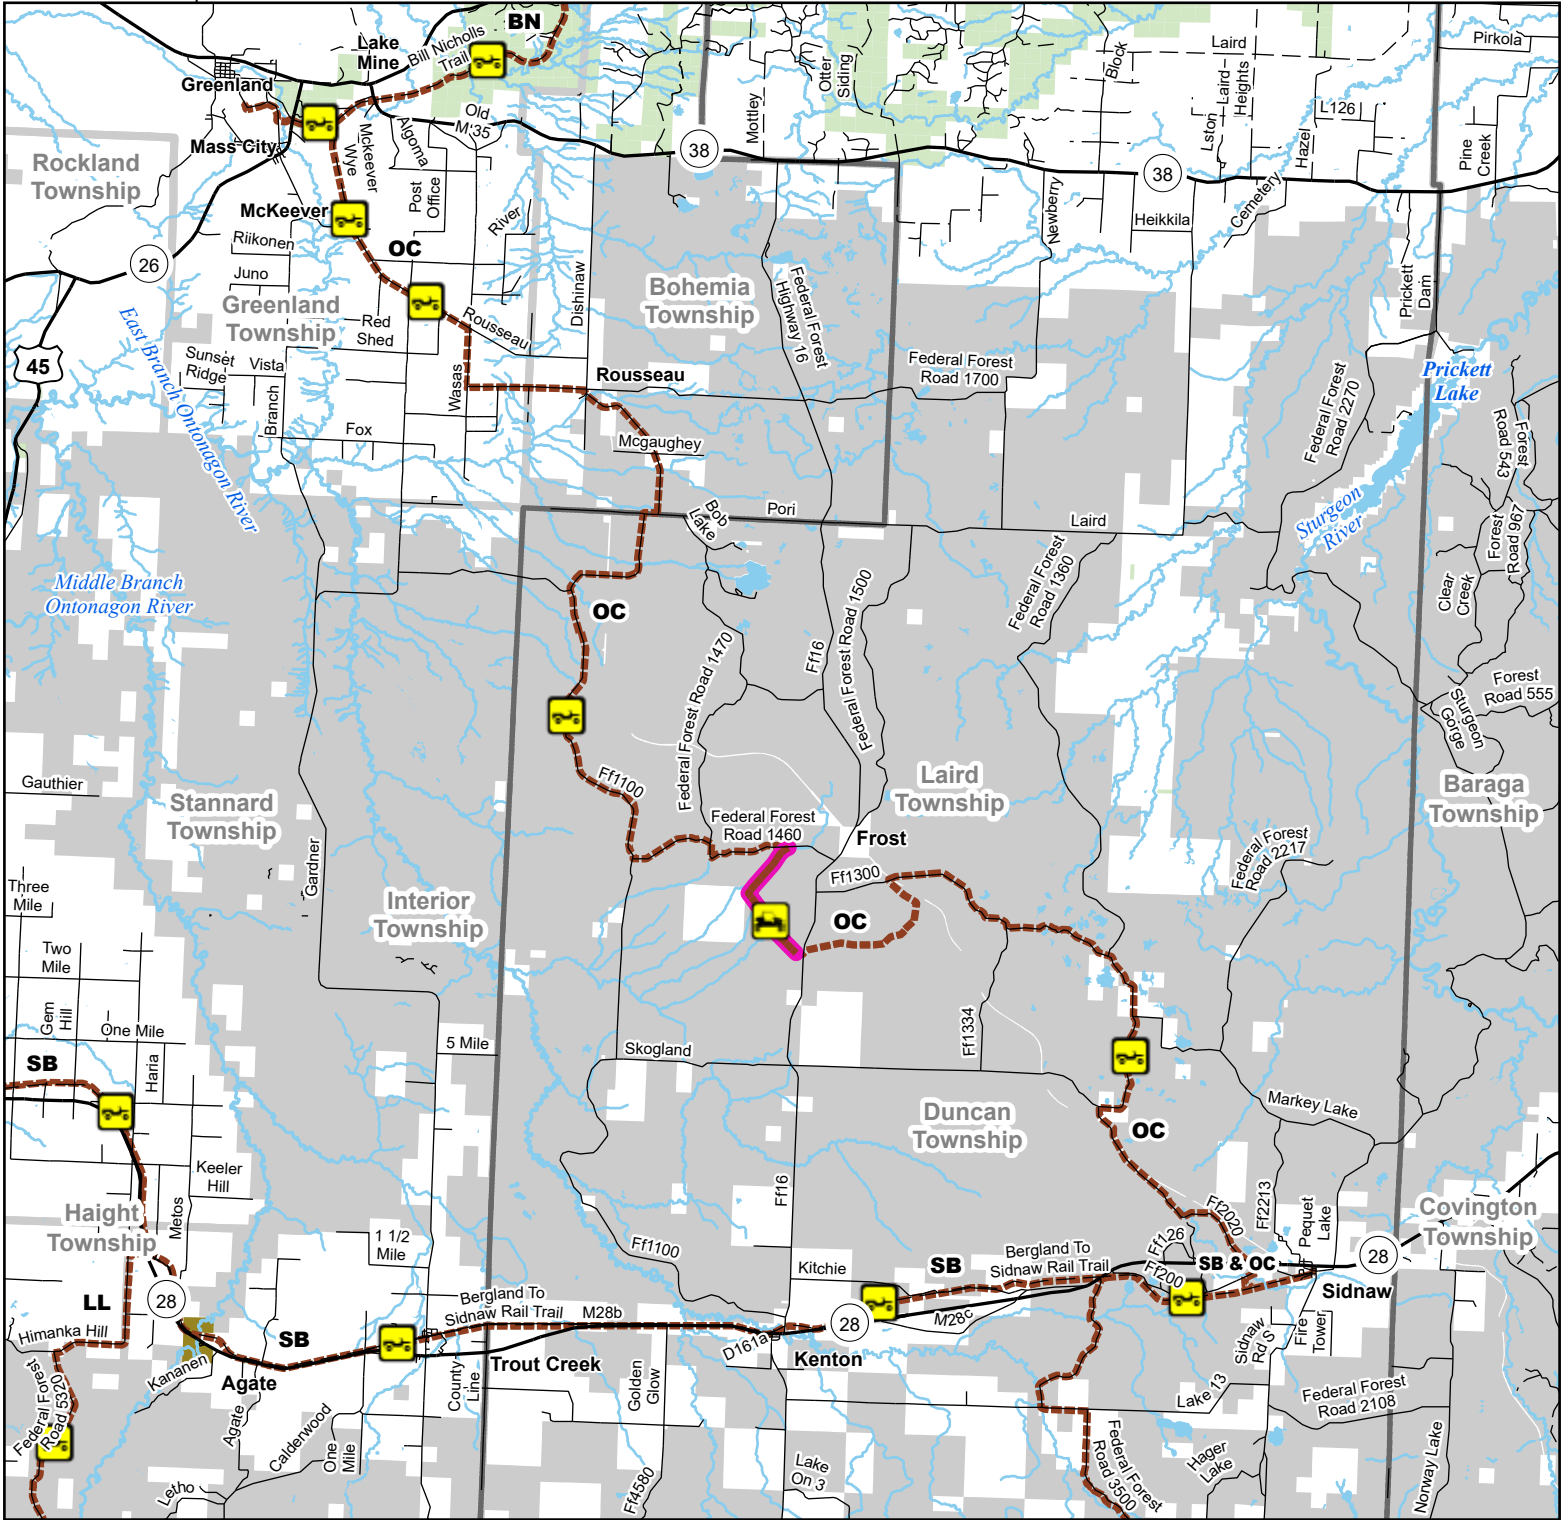 BN
Lake
Mine
Bill Nicholls
Trail
Greenland
Old
M 35
Mass City
Mckeever
Wye
Algoma
Post
Office
River
Rockland
Township
McKeever
Riikonen
OC
26
Juno
Greenland
Township
Red
Shed
Rousseau
Dishinaw
45
East Branch Ontonagon River
Sunset
Ridge
Vista
Branch
Wasas
Rousseau
Fox
Mcgaughey
38
Mottley
Otter
Siding
Block
Laird
Laird
Heights
Lston
L 126
Hazel
Pirkola
Pine
Creek
38
Newberry
Heikkila
Cemetery
Bohemia
Township
Federal Forest
Highway 16
Federal Forest
Road 1700
Prickett
Dam
Prickett
Lake
Federal Forest
Road 2270
Forest
Road 543
Sturgeon
River
Forest
Road 967
Clear
Creek
Bob
Lake
Pori
Laird
Middle Branch
Ontonagon River
OC
Federal Forest
Road 1360
Federal Forest Road 1500
Ff16
Federal Forest Road 1470
Forest
Road 555
Sturgeon
Gorge
Gauthier
Stannard
Township
Ff1100
Laird
Township
Baraga
Township
Federal Forest
Road 1460
Frost
Federal Forest
Road 2217
Gardner
Three
Mile
Interior
Township
Ff1300
OC
Two
Mile
Gem
Hill
One Mile
5 Mile
Skogland
Ff1334
SB
Haria
Markey Lake
Duncan
Township
OC
Keeler
Hill
Metos
Haight
Township
1 1/2
Mile
Ff1100
Ff16
Ff2020
Ff2213
Pequet
Lake
Covington
Township
Ff126
28
Kitchie
SB
Bergland To
Sidnaw Rail Trail
SB & OC
Ff200
Sidnaw
LL
28
Bergland To
Sidnaw Rail Trail
M28b
28
M28c
Himanka Hill
SB
D161a
Kenton
Sidnaw
Rd S
Fire
Tower
Kananen
Agate
County
Line
Trout Creek
Golden
Glow
Lake 13
Federal Forest
Road 2108
Federal Forest
Road 5320
Agate
Calderwood
One
Mile
Letho
Ff4580
Lake
On 3
Federal Forest
Road 3500
Hager
Lake
Norway Lake